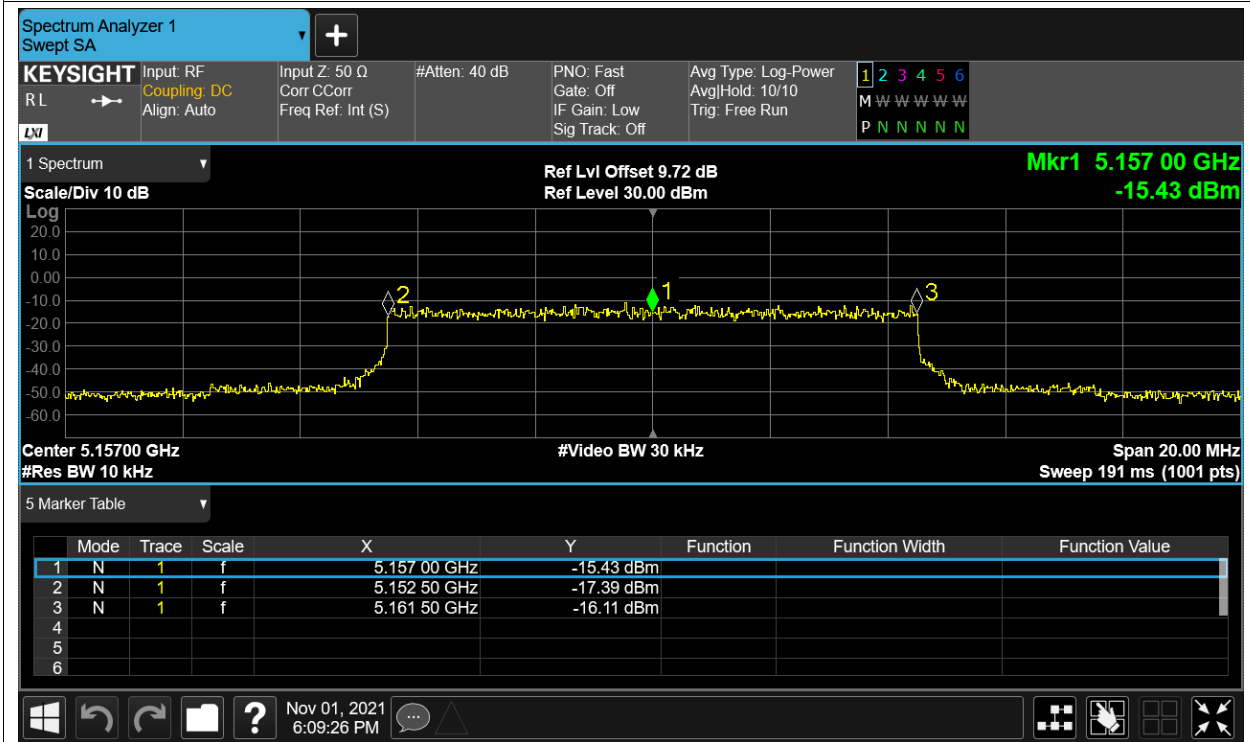 Spectrum Analyzer 1
Swept SA
KEYSIGHT Input: RF Input Z: 50 Ω #Atten: 40 dB PNO: Fast Avg Type: Log-Power 1 2 3 4 5 6
R L Coupling: DC Corr CCorr Gate: Off Avg|Hold: 10/10 M W W W W W
Align: Auto Freq Ref: Int (S) IF Gain: Low Trig: Free Run
LXI Sig Track: Off P N N N N N
1 Spectrum Ref Lvl Offset 9.72 dB Mkr1 5.157 00 GHz
Scale/Div 10 dB Ref Level 30.00 dBm -15.43 dBm
Log
20.0
10.0
0.00
-10.0 2 1 3
-20.0
-30.0
-40.0
-50.0
-60.0
Center 5.15700 GHz #Video BW 30 kHz Span 20.00 MHz
#Res BW 10 kHz Sweep 191 ms (1001 pts)
5 Marker Table
Mode Trace Scale X Y Function Function Width Function Value
1 N 1 f 5.157 00 GHz -15.43 dBm
2 N 1 f 5.152 50 GHz -17.39 dBm
3 N 1 f 5.161 50 GHz -16.11 dBm
4
5
6
? Nov 01, 2021
6:09:26 PM